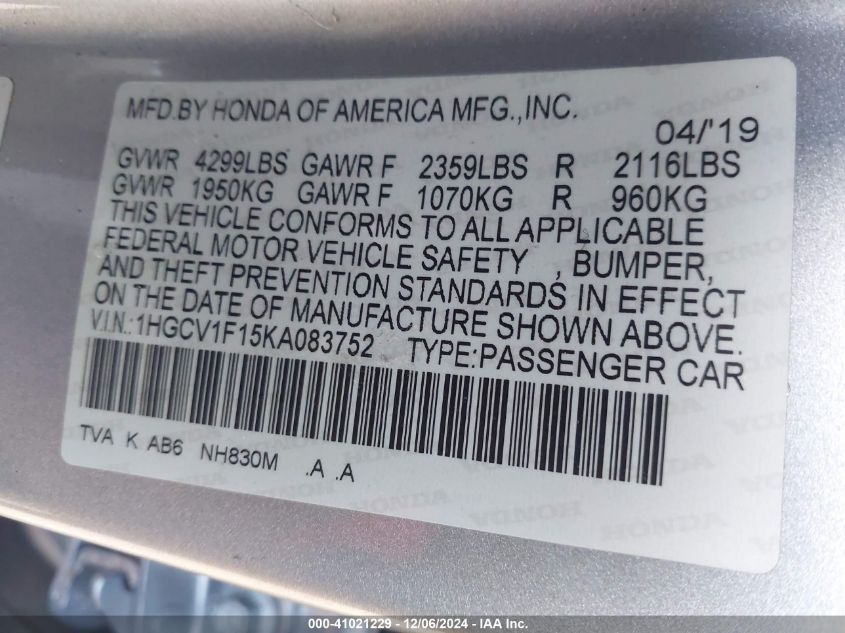 MFD.BY HONDA OF AMERICA MFG.,INC.
04/'19
GVWR 4299LBS GAWR F 2359LBS R 2116LBS
GVWR 1950KG GAWR F 1070KG R 960KG
THIS VEHICLE CONFORMS TO ALL APPLICABLE
FEDERAL MOTOR VEHICLE SAFETY , BUMPER,
AND THEFT PREVENTION STANDARDS IN EFFECT
ON THE DATE OF MANUFACTURE SHOWN ABOVE.
V.I.N.:1HGCV1F15KA083752 TYPE:PASSENGER CAR
TVA K AB6 NH830M .A .A
HONDA HONDA
000-41021229 - 12/06/2024 - IAA Inc.